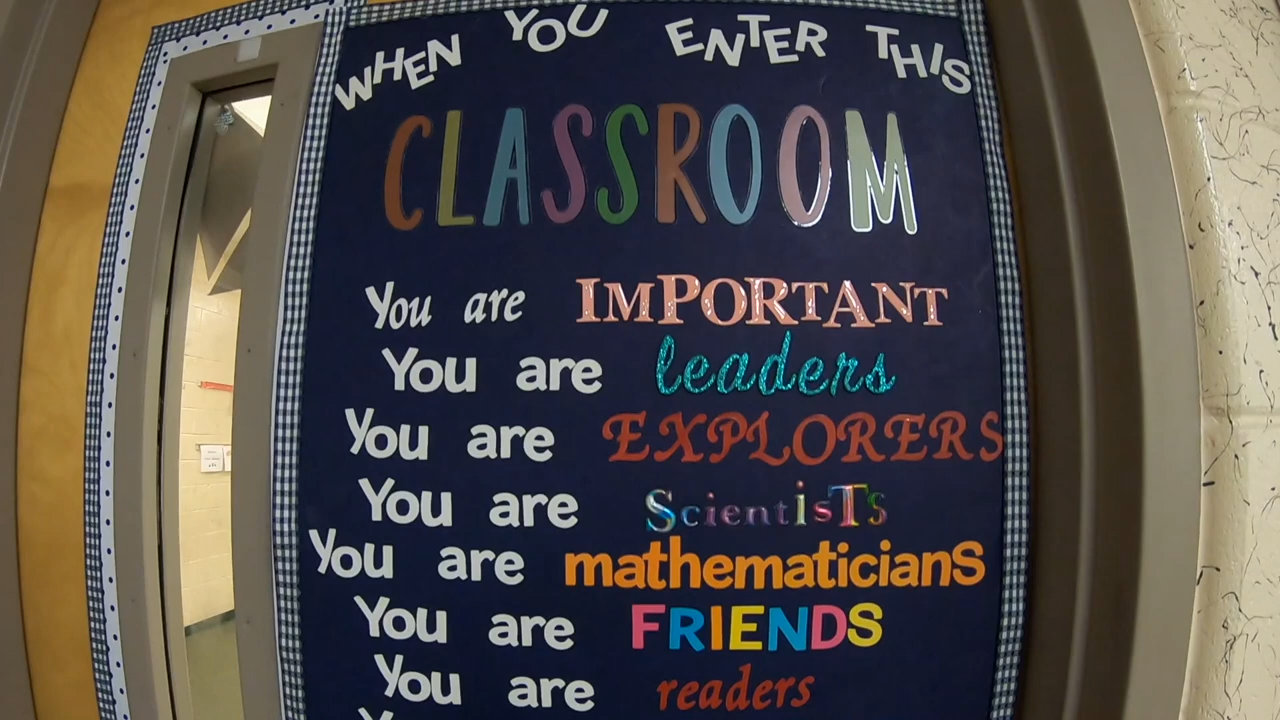 WHEN YOU ENTER THIS
CLASSROOM
You are IMPORTANT
You are leaders
You are EXPLORERS
You are ScientisTs
You are mathematicianS
You are FRIENDS
You are readers